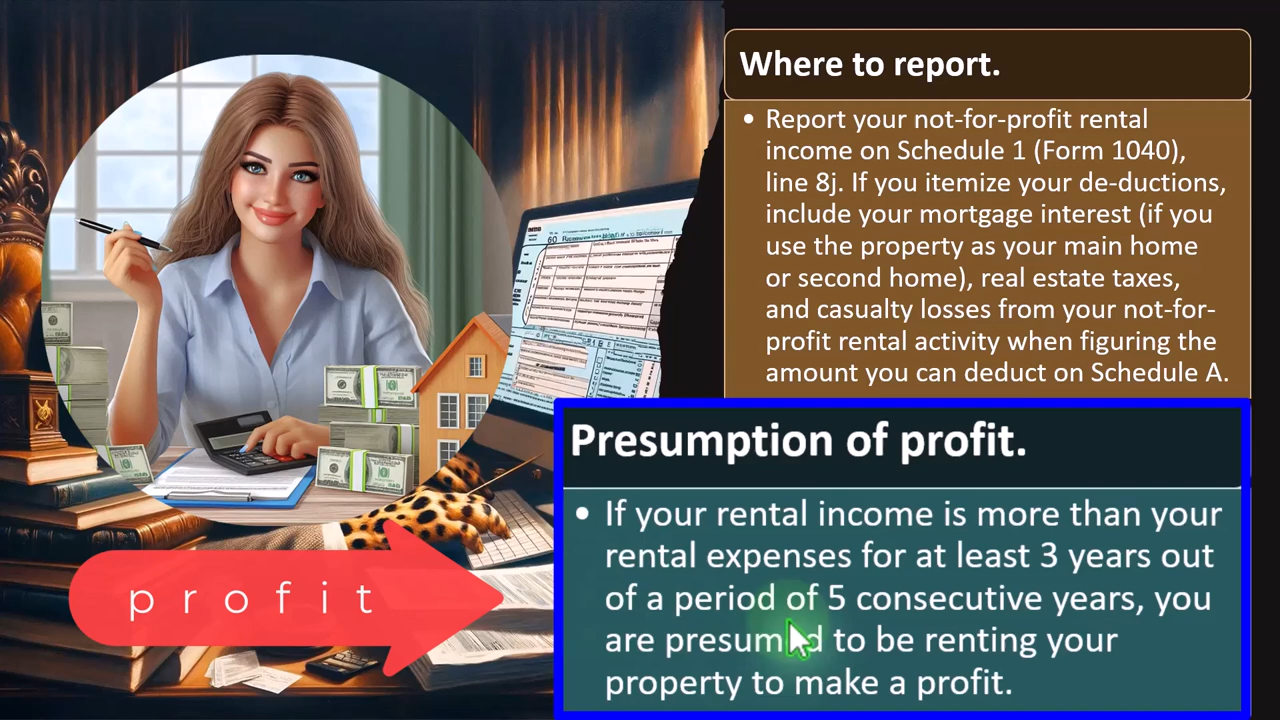 Where to report.
• Report your not-for-profit rental
income on Schedule 1 (Form 1040),
line 8j. If you itemize your de-ductions,
include your mortgage interest (if you
use the property as your main home
or second home), real estate taxes,
and casualty losses from your not-for-
profit rental activity when figuring the
amount you can deduct on Schedule A.
Presumption of profit.
• If your rental income is more than your
rental expenses for at least 3 years out
of a period of 5 consecutive years, you
are presumed to be renting your
property to make a profit.
profit